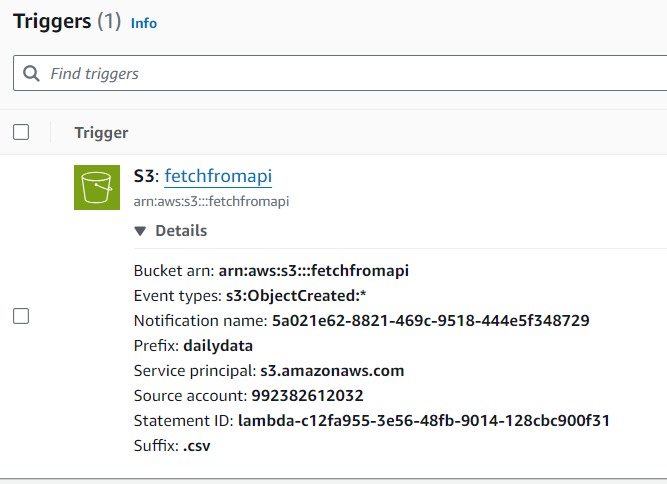 Triggers (1) Info
Find triggers
Trigger
S3: fetchfromapi
arn:aws:s3:::fetchfromapi
Details
Bucket arn: arn:aws:s3:::fetchfromapi
Event types: s3:ObjectCreated:*
Notification name: 5a021e62-8821-469c-9518-444e5f348729
Prefix: dailydata
Service principal: s3.amazonaws.com
Source account: 992382612032
Statement ID: lambda-c12fa955-3e56-48fb-9014-128cbc900f31
Suffix: .csv